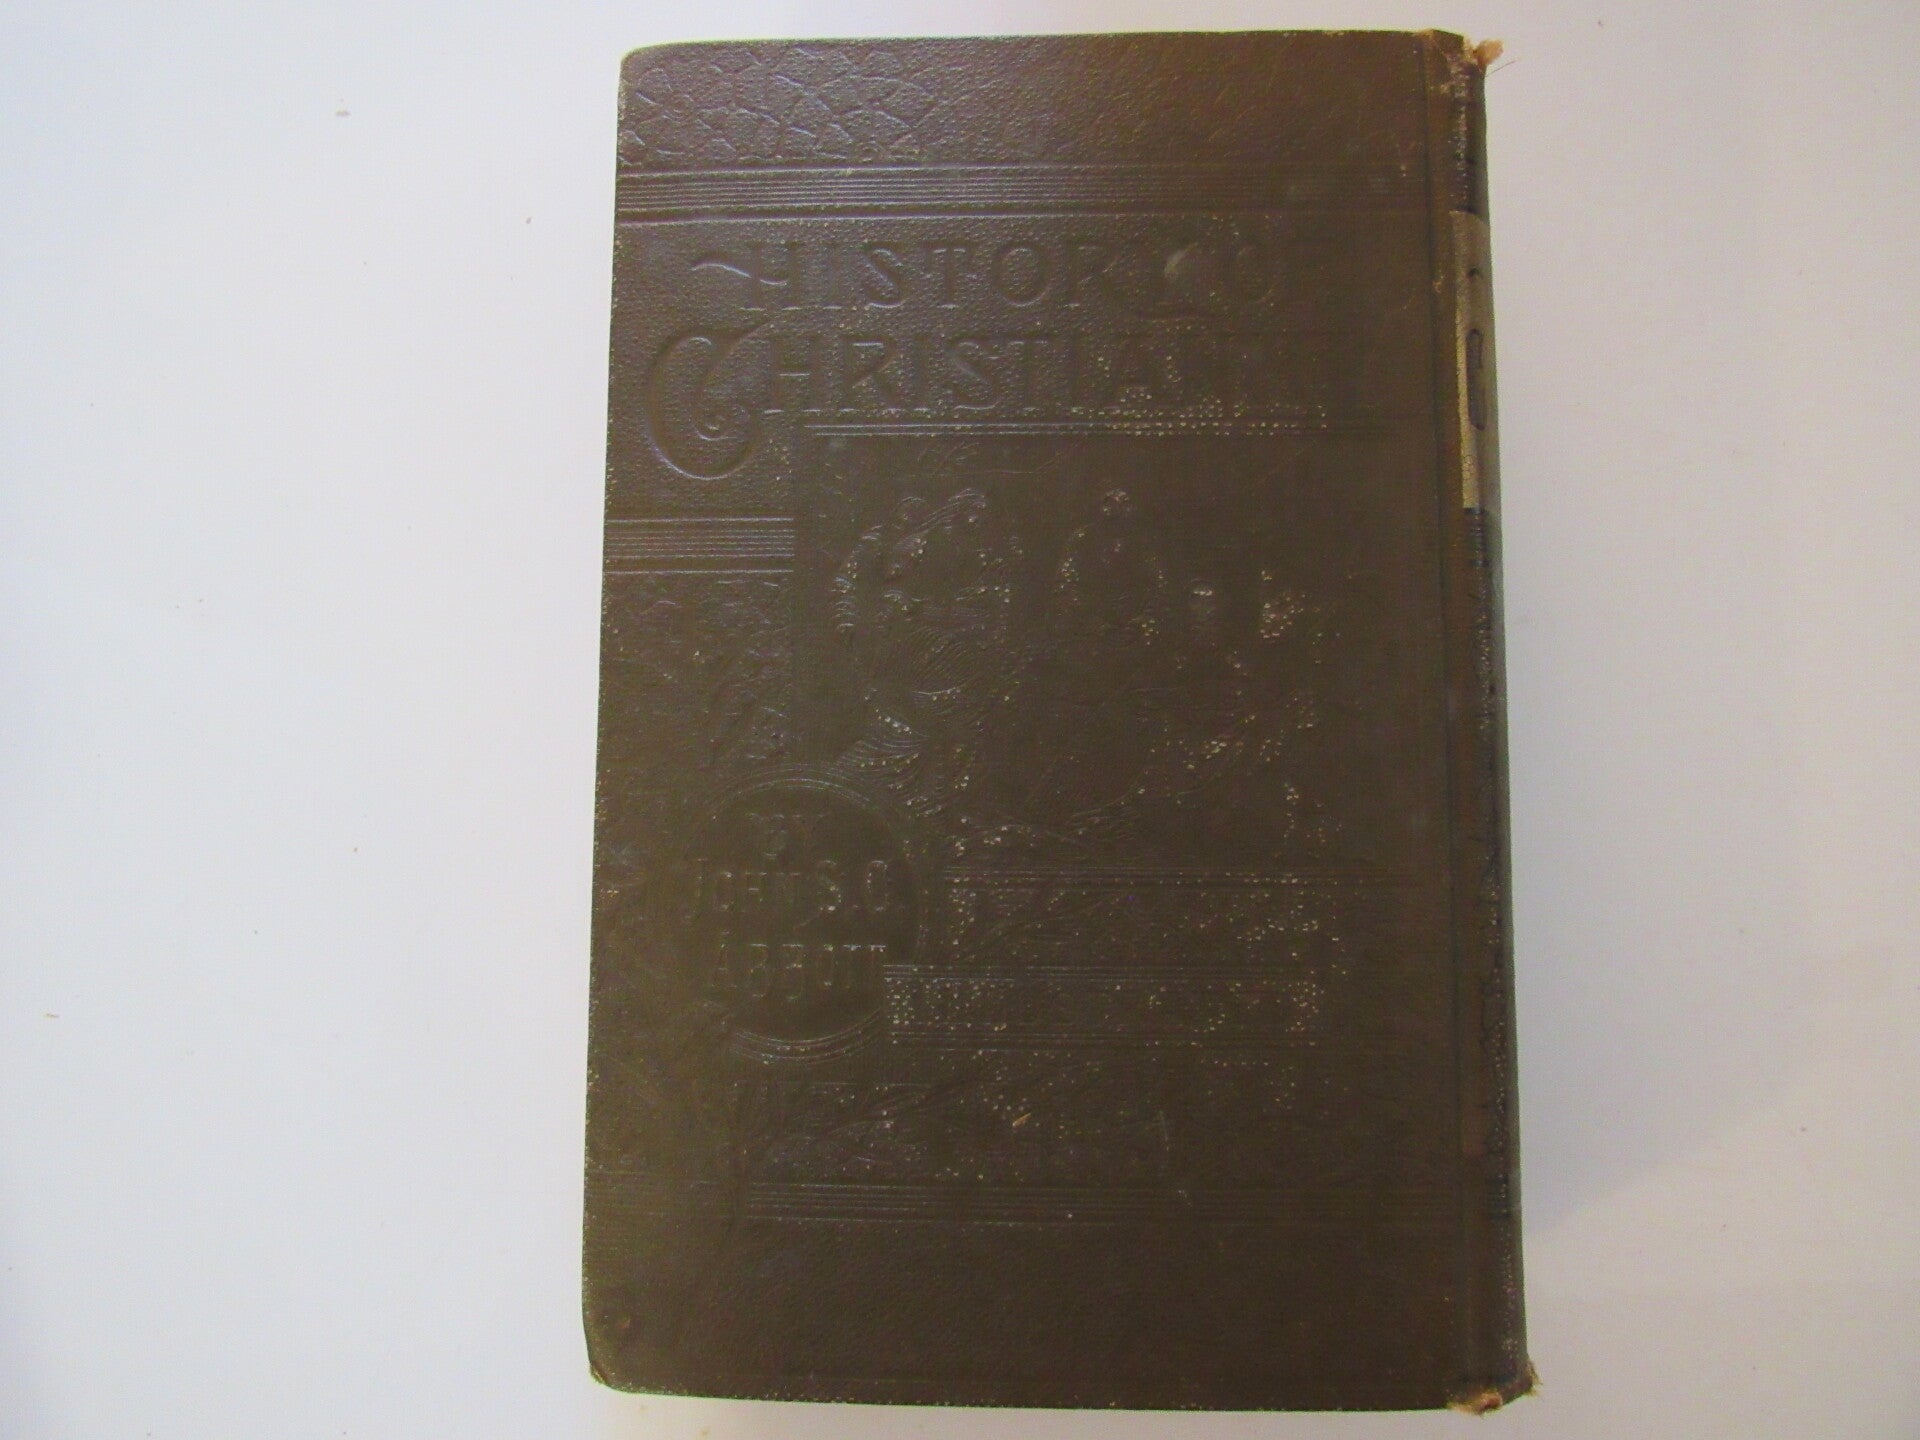 HISTORY OF
CHRISTIANITY
BY
JOHN S. C.
ABBOTT